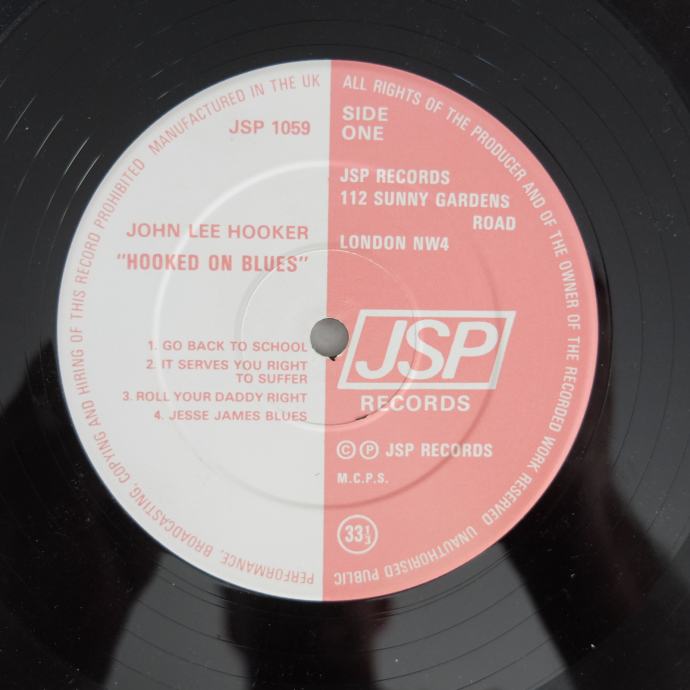 ALL RIGHTS OF THE PRODUCER AND OF THE OWNER OF THE RECORDED WORK RESERVED UNAUTHORISED PUBLIC PERFORMANCE, BROADCASTING, COPYING AND HIRING OF THIS RECORD PROHIBITED MANUFACTURED IN THE UK
JSP 1059
JOHN LEE HOOKER
"HOOKED ON BLUES"
1. GO BACK TO SCHOOL
2. IT SERVES YOU RIGHT
TO SUFFER
3. ROLL YOUR DADDY RIGHT
4. JESSE JAMES BLUES
SIDE
ONE
JSP RECORDS
112 SUNNY GARDENS
ROAD
LONDON NW4
JSP
RECORDS
© ℗ JSP RECORDS
M.C.P.S.
33⅓